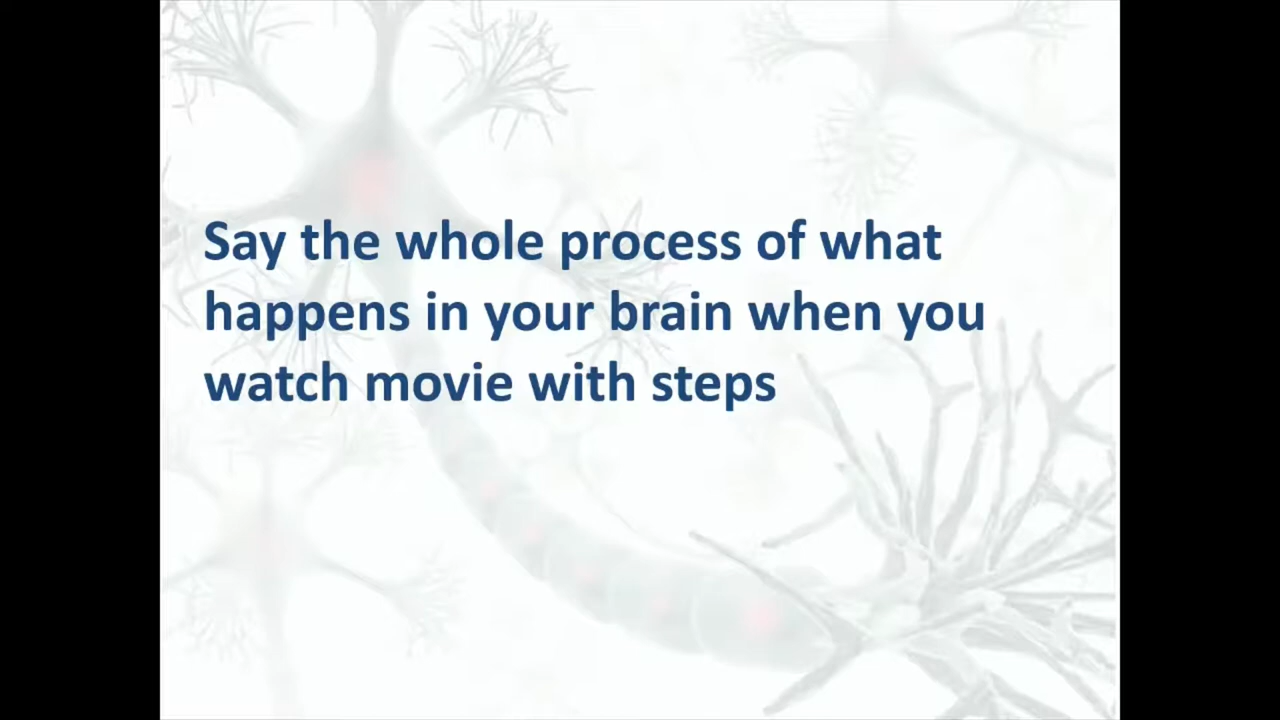 Say the whole process of what
happens in your brain when you
watch movie with steps